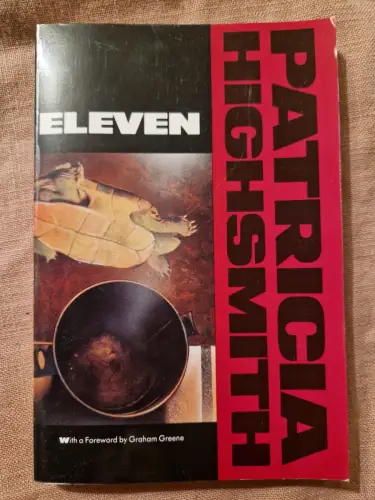 ELEVEN
PATRICIA
HIGHSMITH
With a Foreword by Graham Greene